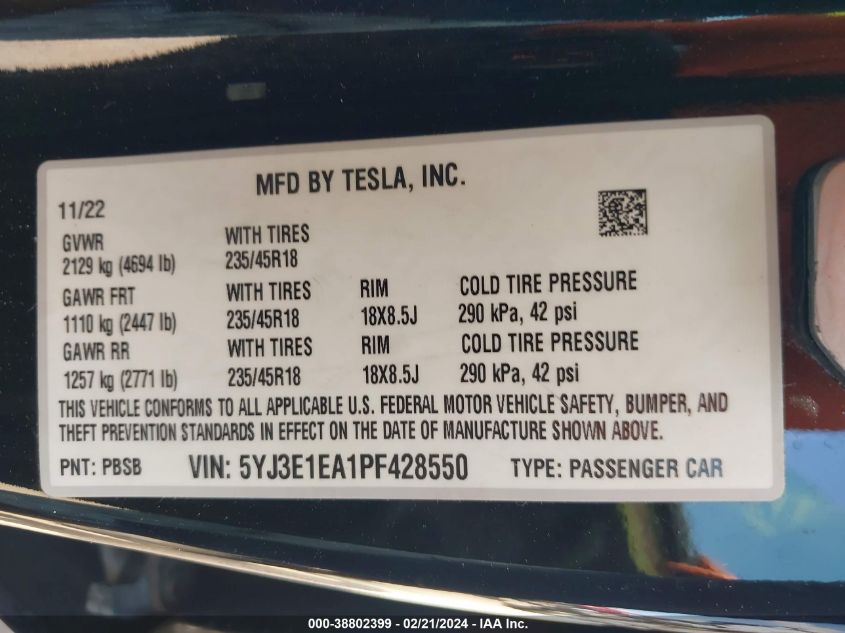 MFD BY TESLA, INC.
11/22
GVWR WITH TIRES
2129 kg (4694 lb) 235/45R18
GAWR FRT WITH TIRES RIM COLD TIRE PRESSURE
1110 kg (2447 lb) 235/45R18 18X8.5J 290 kPa, 42 psi
GAWR RR WITH TIRES RIM COLD TIRE PRESSURE
1257 kg (2771 lb) 235/45R18 18X8.5J 290 kPa, 42 psi
THIS VEHICLE CONFORMS TO ALL APPLICABLE U.S. FEDERAL MOTOR VEHICLE SAFETY, BUMPER, AND
THEFT PREVENTION STANDARDS IN EFFECT ON THE DATE OF MANUFACTURE SHOWN ABOVE.
PNT: PBSB VIN: 5YJ3E1EA1PF428550 TYPE: PASSENGER CAR
000-38802399 - 02/21/2024 - IAA Inc.